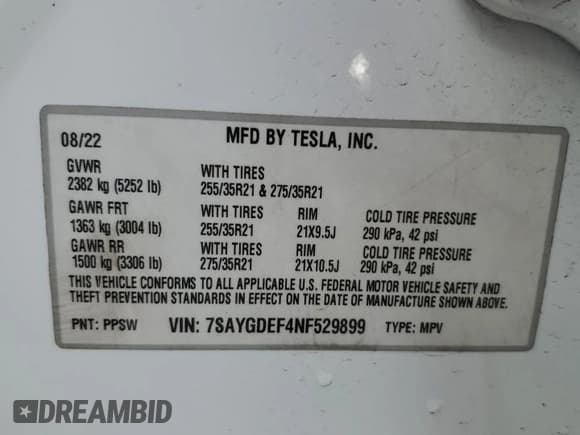 08/22 MFD BY TESLA, INC.
GVWR WITH TIRES
2382 kg (5252 lb) 255/35R21 & 275/35R21
GAWR FRT WITH TIRES RIM COLD TIRE PRESSURE
1363 kg (3004 lb) 255/35R21 21X9.5J 290 kPa, 42 psi
GAWR RR WITH TIRES RIM COLD TIRE PRESSURE
1500 kg (3306 lb) 275/35R21 21X10.5J 290 kPa, 42 psi
THIS VEHICLE CONFORMS TO ALL APPLICABLE U.S. FEDERAL MOTOR VEHICLE SAFETY AND
THEFT PREVENTION STANDARDS IN EFFECT ON THE DATE OF MANUFACTURE SHOWN ABOVE.
PNT: PPSW VIN: 7SAYGDEF4NF529899 TYPE: MPV
DREAMBID